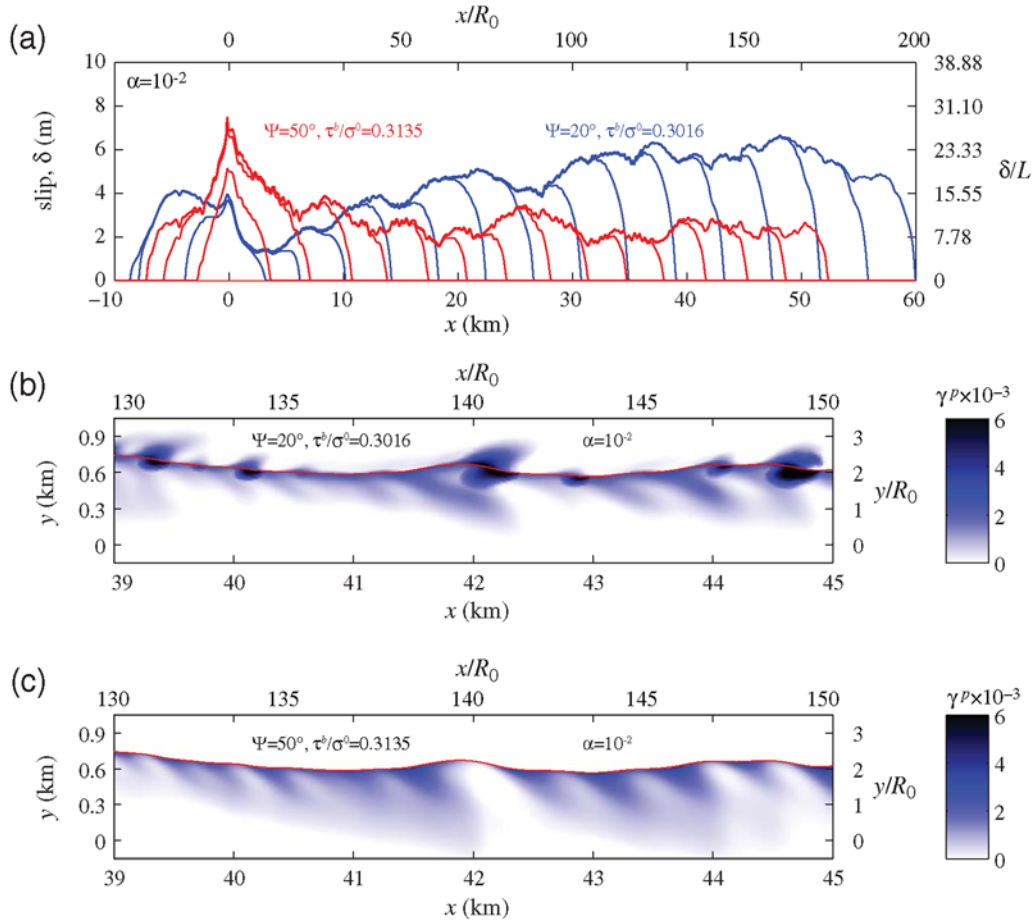 (a)
x/R₀
0 50 100 150 200
α=10⁻²
Ψ=50°, τᵇ/σ⁰=0.3135
Ψ=20°, τᵇ/σ⁰=0.3016
slip, δ (m)
10
8
6
4
2
0
38.88
31.10
23.33
15.55
7.78
0
δ/L
−10 0 10 20 30 40 50 60
x (km)
(b)
x/R₀
130 135 140 145 150
Ψ=20°, τᵇ/σ⁰=0.3016
α=10⁻²
y (km)
0.9
0.6
0.3
0
3
2
1
0
y/R₀
39 40 41 42 43 44 45
x (km)
γᵖ×10⁻³
6
4
2
0
(c)
x/R₀
130 135 140 145 150
Ψ=50°, τᵇ/σ⁰=0.3135
α=10⁻²
y (km)
0.9
0.6
0.3
0
3
2
1
0
y/R₀
39 40 41 42 43 44 45
x (km)
γᵖ×10⁻³
6
4
2
0